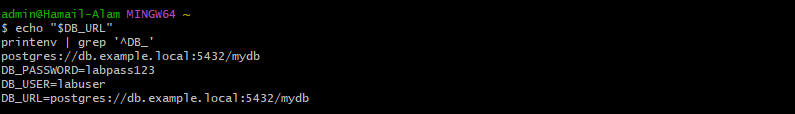 admin@Hamail-Alam MINGW64 ~
$ echo "$DB_URL"
printenv | grep '^DB_'
postgres://db.example.local:5432/mydb
DB_PASSWORD=labpass123
DB_USER=labuser
DB_URL=postgres://db.example.local:5432/mydb